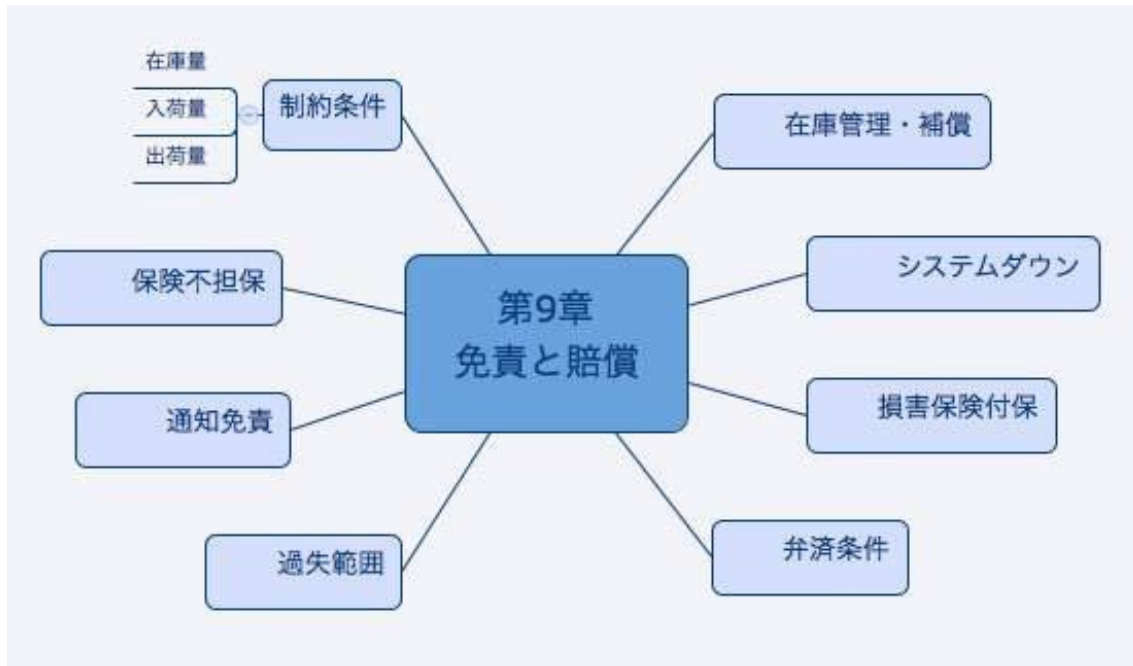 第9章
免責と賠償
在庫管理・補償
システムダウン
損害保険付保
弁済条件
過失範囲
通知免責
保険不担保
制約条件
在庫量
入荷量
出荷量